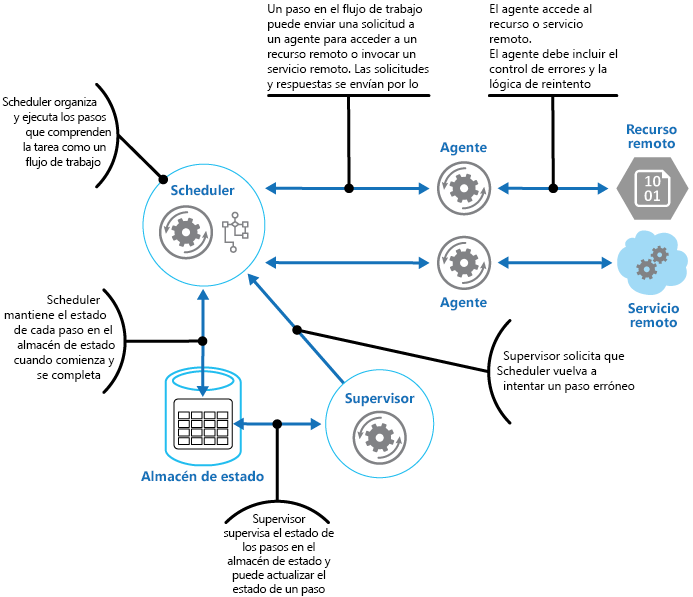 Un paso en el flujo de trabajo
puede enviar una solicitud a
un agente para acceder a un
recurso remoto o invocar un
servicio remoto. Las solicitudes
y respuestas se envían por lo
El agente accede al
recurso o servicio
remoto.
El agente debe incluir el
control de errores y la
lógica de reintento
Scheduler organiza
y ejecuta los pasos
que comprenden
la tarea como un
flujo de trabajo
Scheduler
Agente
Recurso
remoto
10
01
Agente
Servicio
remoto
Scheduler
mantiene el estado
de cada paso en el
almacén de estado
cuando comienza y
se completa
Supervisor solicita que
Scheduler vuelva a
intentar un paso erróneo
Supervisor
Almacén de estado
Supervisor
supervisa el estado de
los pasos en el
almacén de estado y
puede actualizar el
estado de un paso